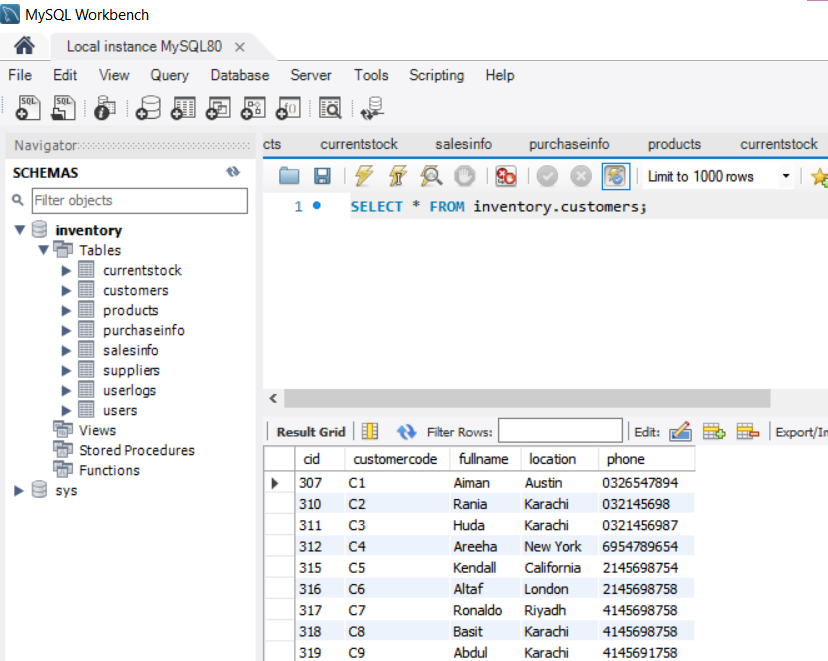 MySQL Workbench
Local instance MySQL80
File Edit View Query Database Server Tools Scripting Help
Navigator
SCHEMAS
Filter objects
inventory
Tables
currentstock
customers
products
purchaseinfo
salesinfo
suppliers
userlogs
users
Views
Stored Procedures
Functions
sys
cts currentstock salesinfo purchaseinfo products currentstock
Limit to 1000 rows
1 SELECT * FROM inventory.customers;
Result Grid Filter Rows: Edit: Export/Im
cid customercode fullname location phone
307 C1 Aiman Austin 0326547894
310 C2 Rania Karachi 032145698
311 C3 Huda Karachi 0321456987
312 C4 Areeha New York 6954789654
315 C5 Kendall California 2145698754
316 C6 Altaf London 2145698758
317 C7 Ronaldo Riyadh 4145698758
318 C8 Basit Karachi 4145698758
319 C9 Abdul Karachi 4145691758